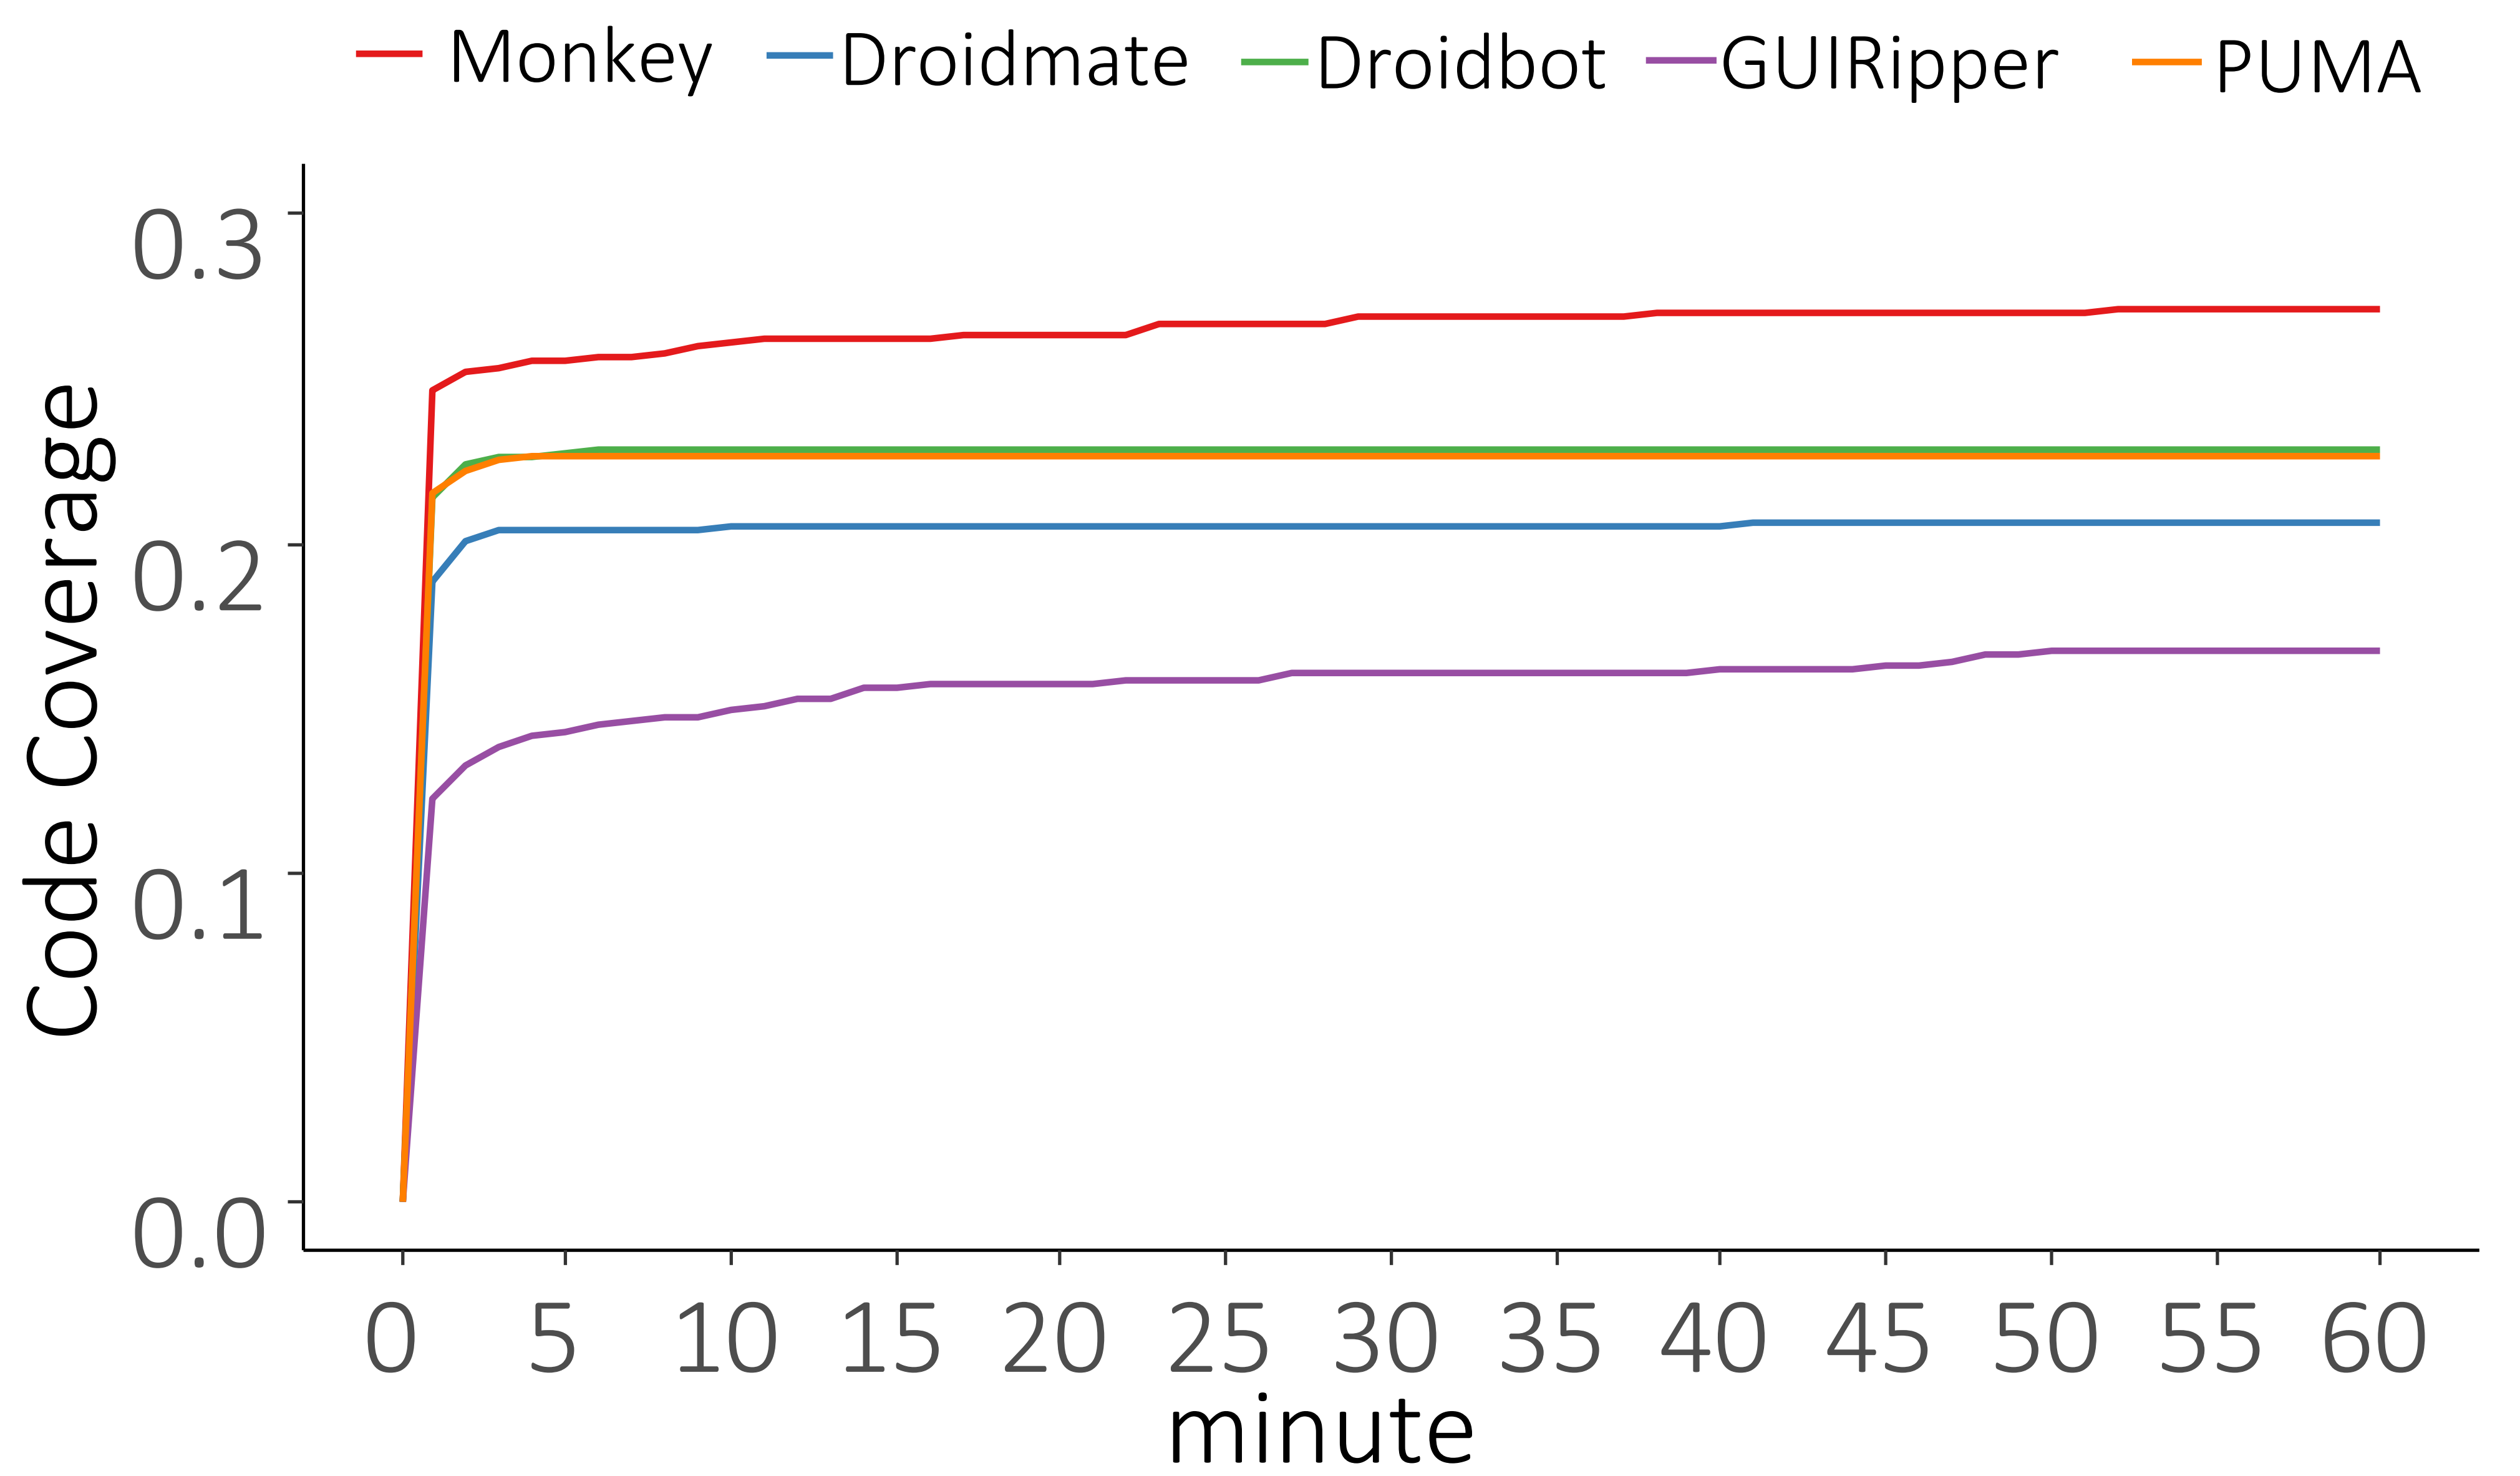 Monkey Droidmate Droidbot GUIRipper PUMA
0.3
0.2
0.1
0.0
Code Coverage
0 5 10 15 20 25 30 35 40 45 50 55 60
minute